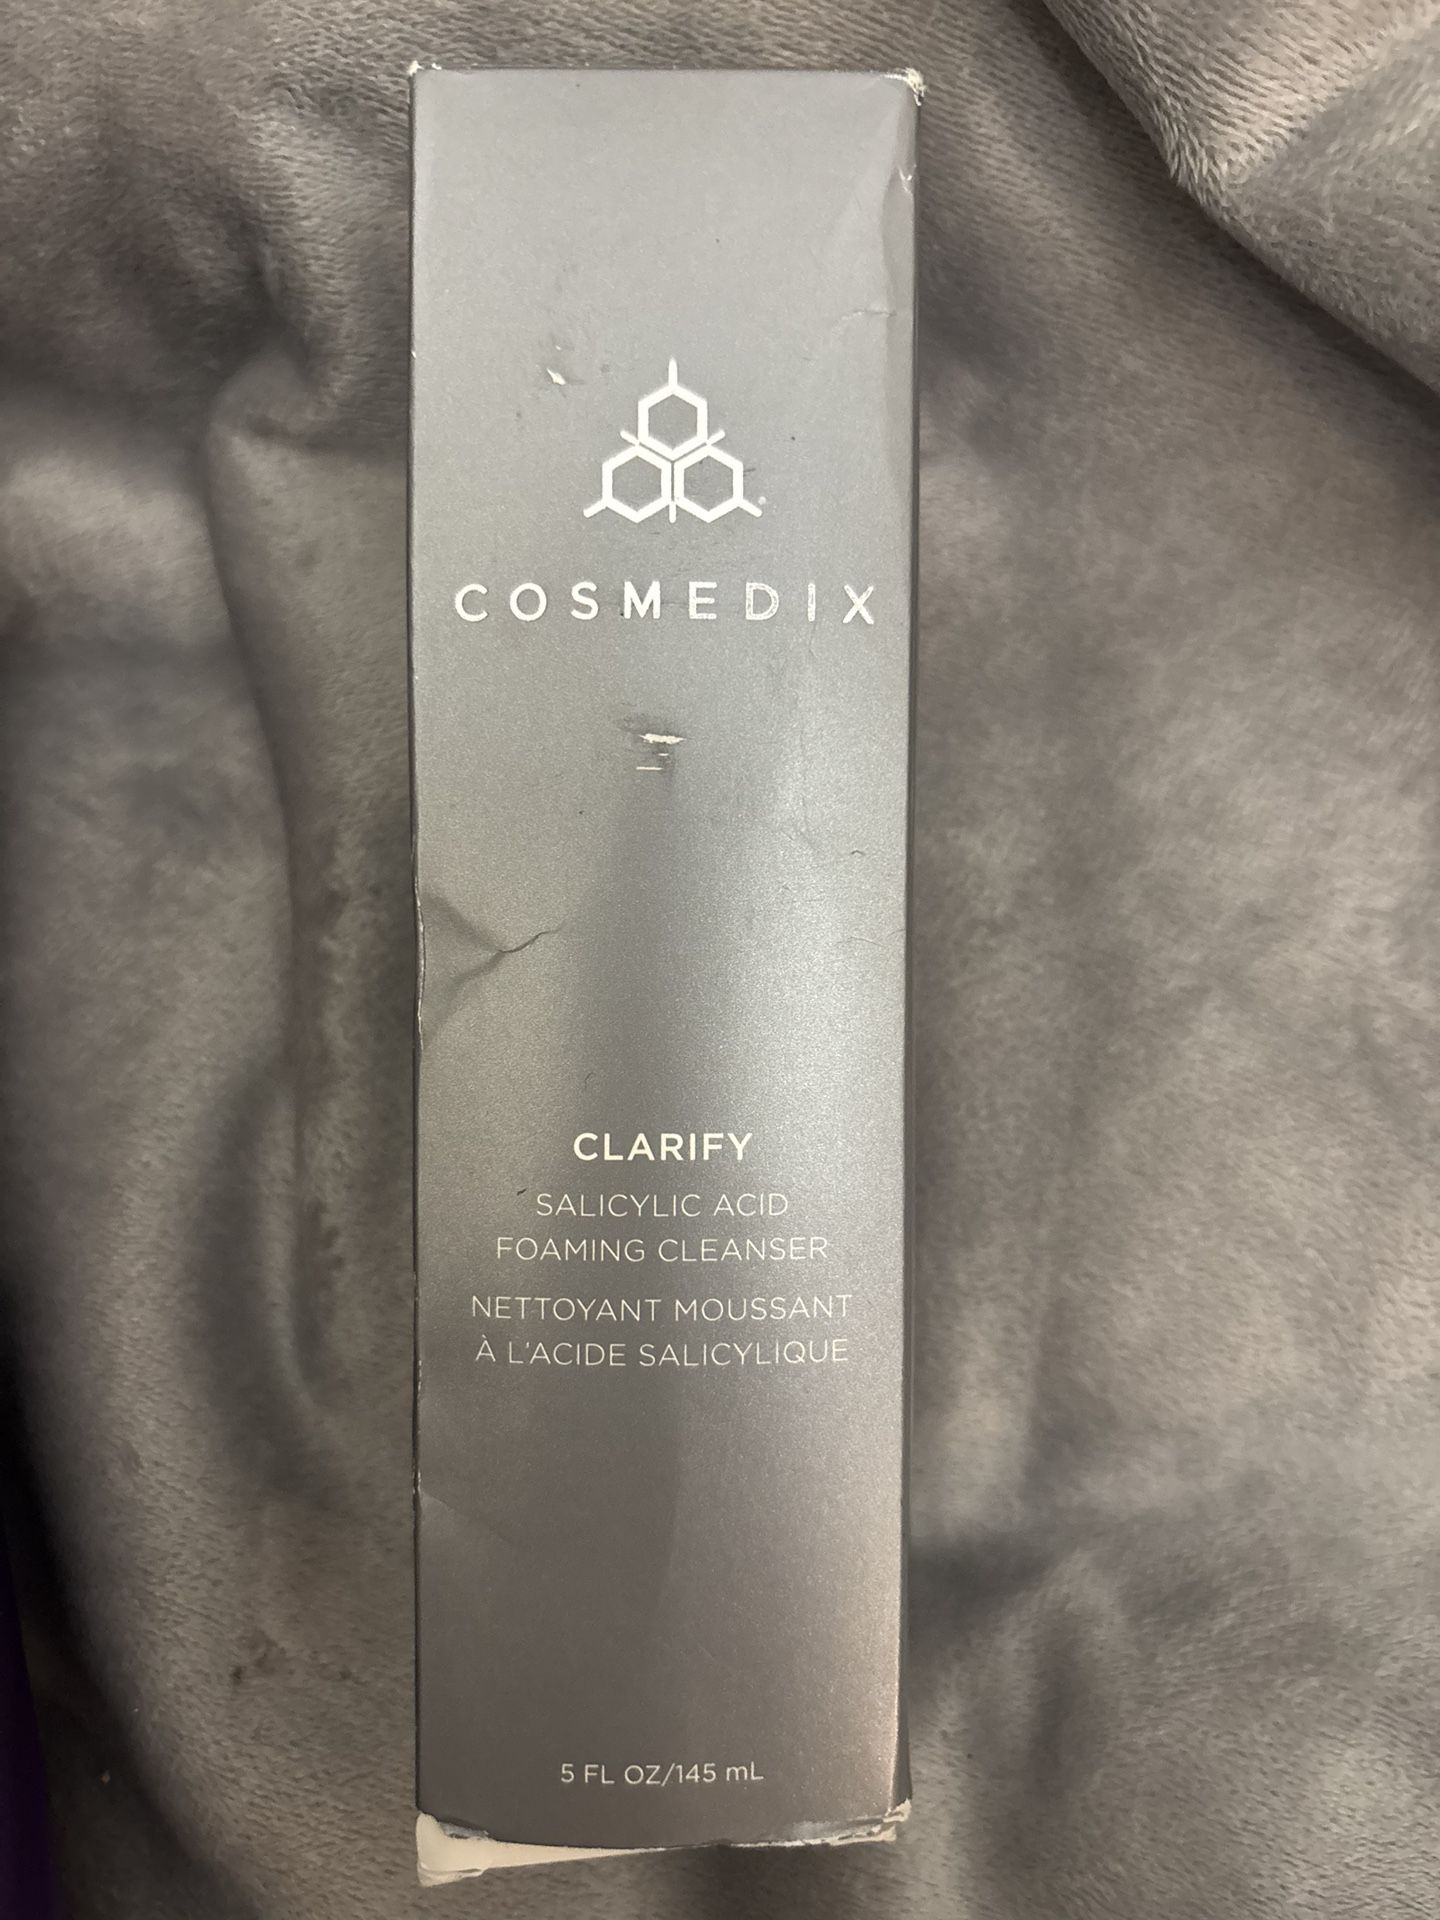 COSMEDIX
CLARIFY
SALICYLIC ACID
FOAMING CLEANSER
NETTOYANT MOUSSANT
À L'ACIDE SALICYLIQUE
5 FL OZ/145 mL